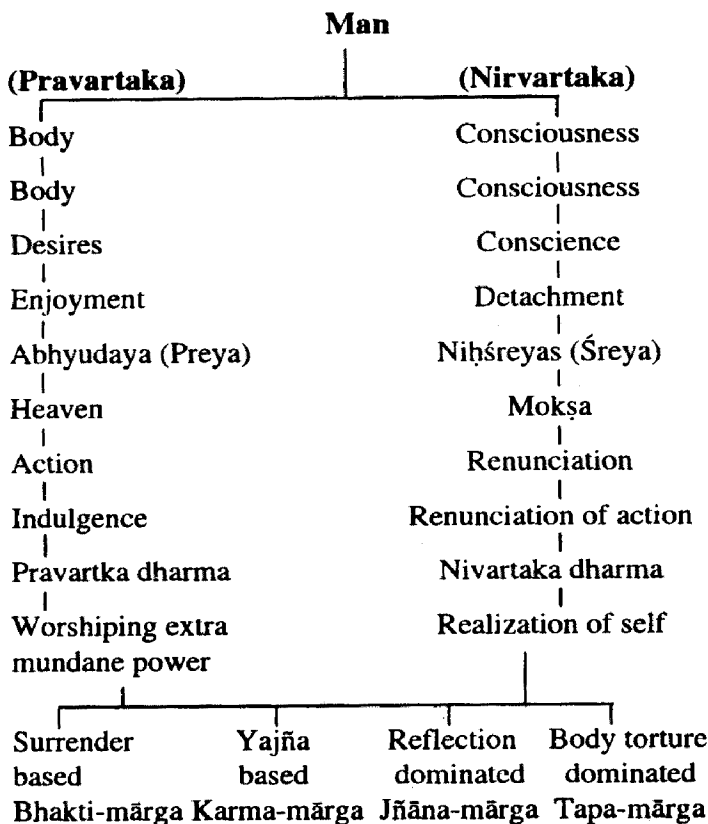 Man
(Pravartaka) (Nirvartaka)
Body Consciousness
Body Consciousness
Desires Conscience
Enjoyment Detachment
Abhyudaya (Preya) Niḥśreyas (Śreya)
Heaven Mokṣa
Action Renunciation
Indulgence Renunciation of action
Pravartka dharma Nivartaka dharma
Worshiping extra Realization of self
mundane power
Surrender Yajña Reflection Body torture
based based dominated dominated
Bhakti-mārga Karma-mārga Jñāna-mārga Tapa-mārga